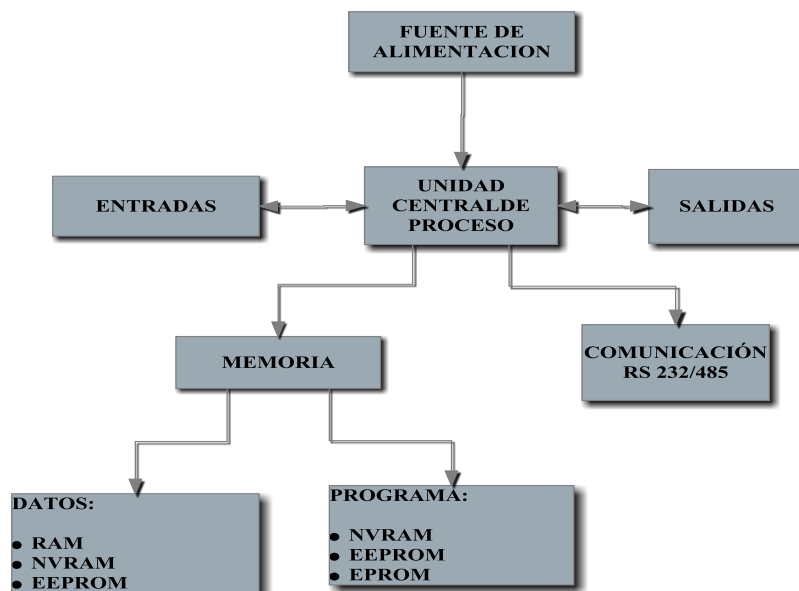 FUENTE DE
ALIMENTACION
ENTRADAS
UNIDAD
CENTRALDE
PROCESO
SALIDAS
MEMORIA
COMUNICACIÓN
RS 232/485
DATOS:
• RAM
• NVRAM
• EEPROM
PROGRAMA:
• NVRAM
• EEPROM
• EPROM